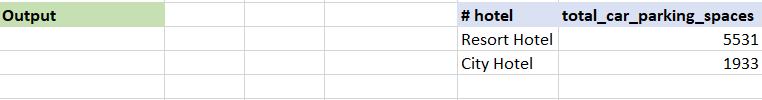 Output # hotel total_car_parking_spaces
Resort Hotel 5531
City Hotel 1933